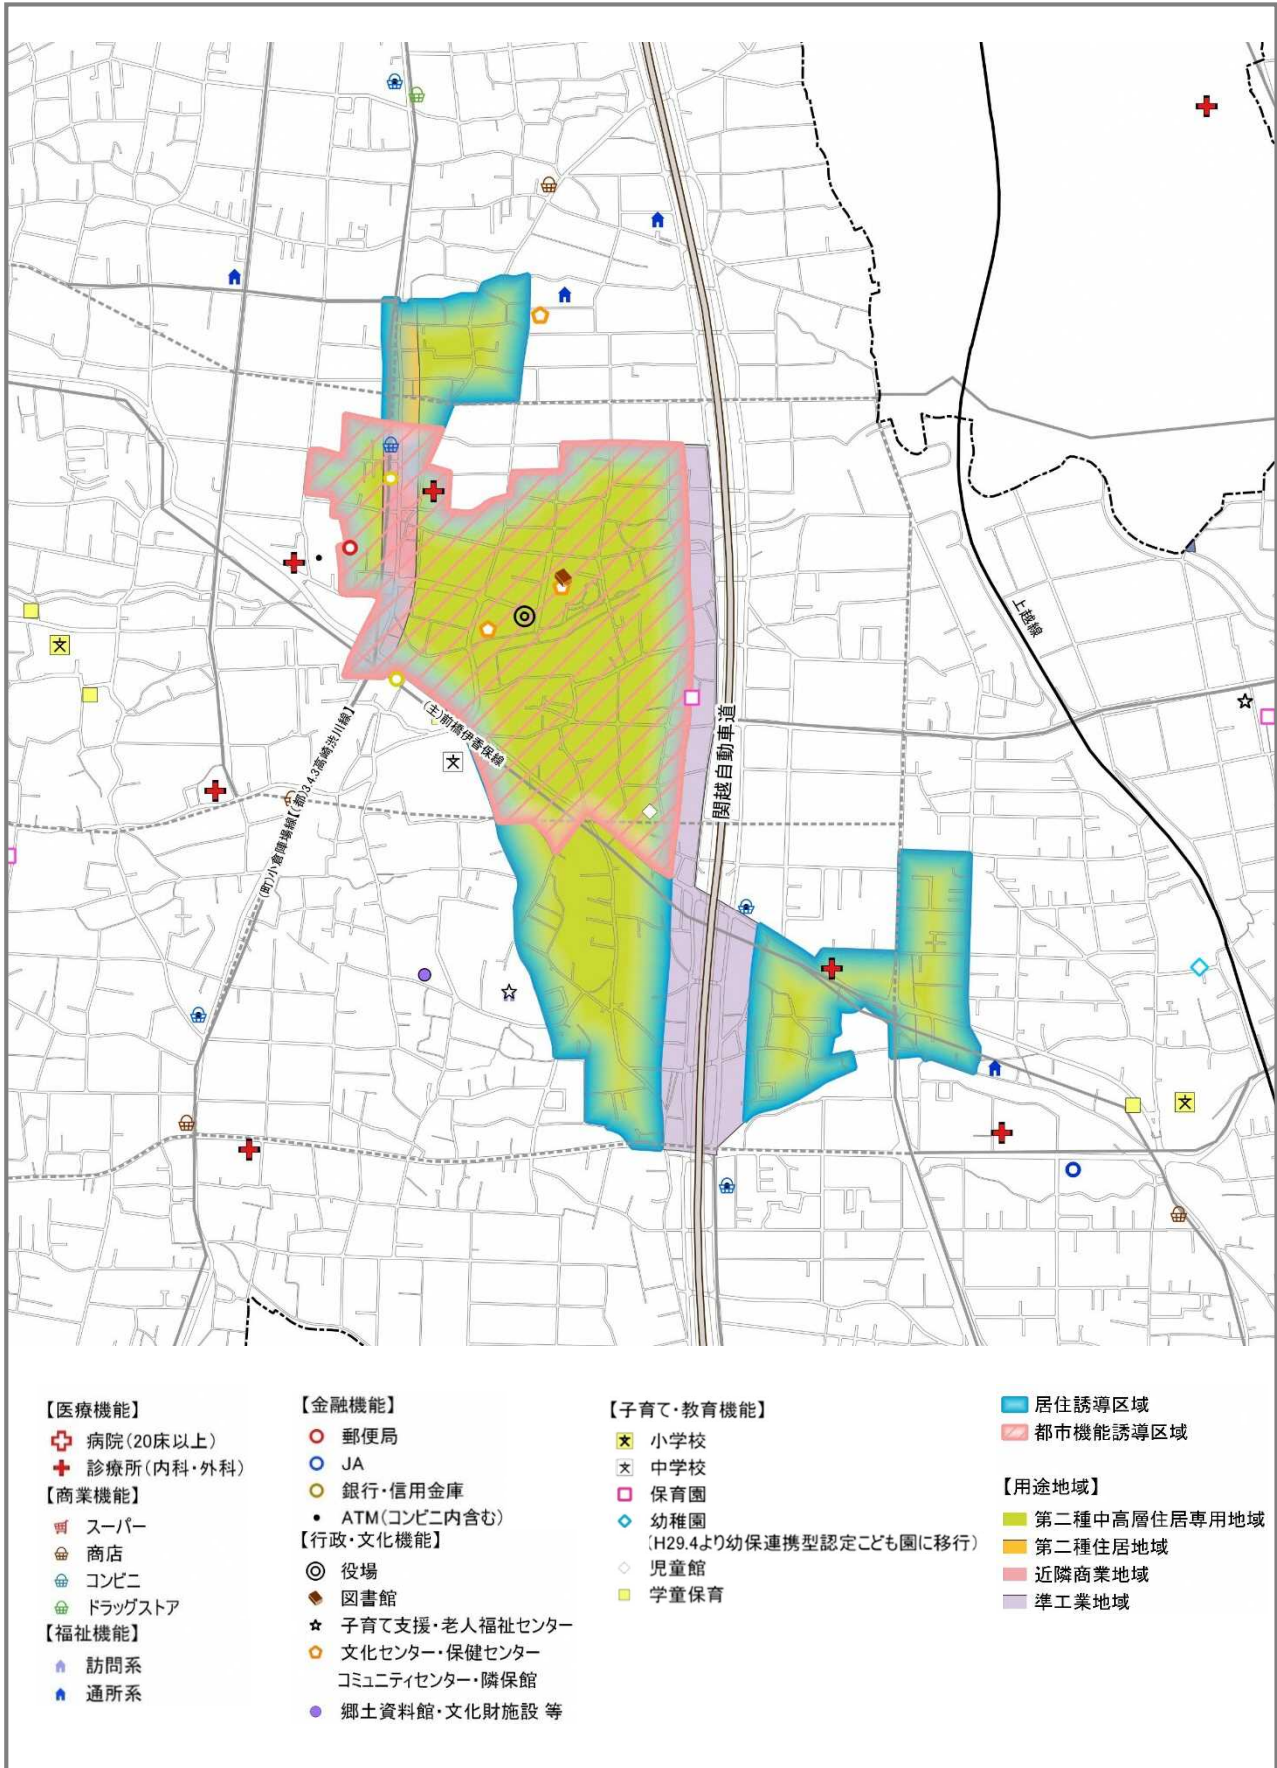 上越線
関越自動車道
(主)前橋伊香保線
(町)小倉陣場線【(都)3.4.3高崎渋川線】
文
文
文
【医療機能】
病院(20床以上)
診療所(内科・外科)
【商業機能】
スーパー
商店
コンビニ
ドラッグストア
【福祉機能】
訪問系
通所系
【金融機能】
郵便局
JA
銀行・信用金庫
ATM(コンビニ内含む)
【行政・文化機能】
役場
図書館
子育て支援・老人福祉センター
文化センター・保健センター
コミュニティセンター・隣保館
郷土資料館・文化財施設 等
【子育て・教育機能】
文 小学校
文 中学校
保育園
幼稚園
(H29.4より幼保連携型認定こども園に移行)
児童館
学童保育
居住誘導区域
都市機能誘導区域
【用途地域】
第二種中高層住居専用地域
第二種住居地域
近隣商業地域
準工業地域